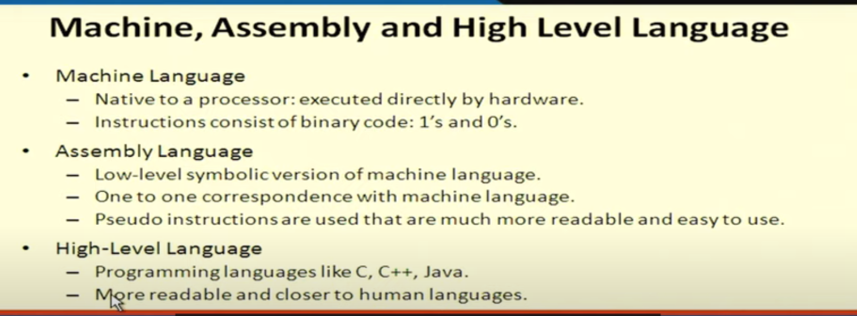 Machine, Assembly and High Level Language
• Machine Language
– Native to a processor: executed directly by hardware.
– Instructions consist of binary code: 1's and 0's.
• Assembly Language
– Low-level symbolic version of machine language.
– One to one correspondence with machine language.
– Pseudo instructions are used that are much more readable and easy to use.
• High-Level Language
– Programming languages like C, C++, Java.
– More readable and closer to human languages.